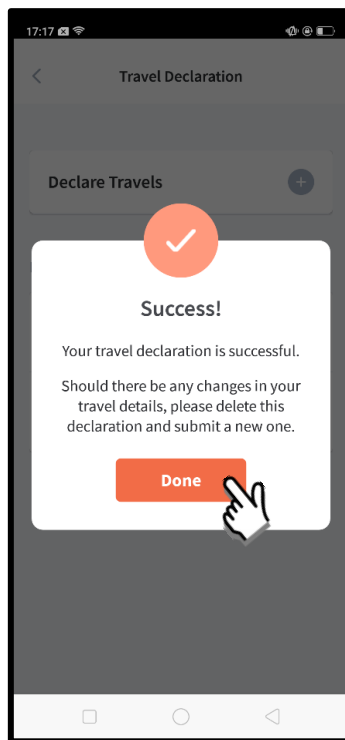 17:17
Travel Declaration
Declare Travels
Success!
Your travel declaration is successful.
Should there be any changes in your
travel details, please delete this
declaration and submit a new one.
Done